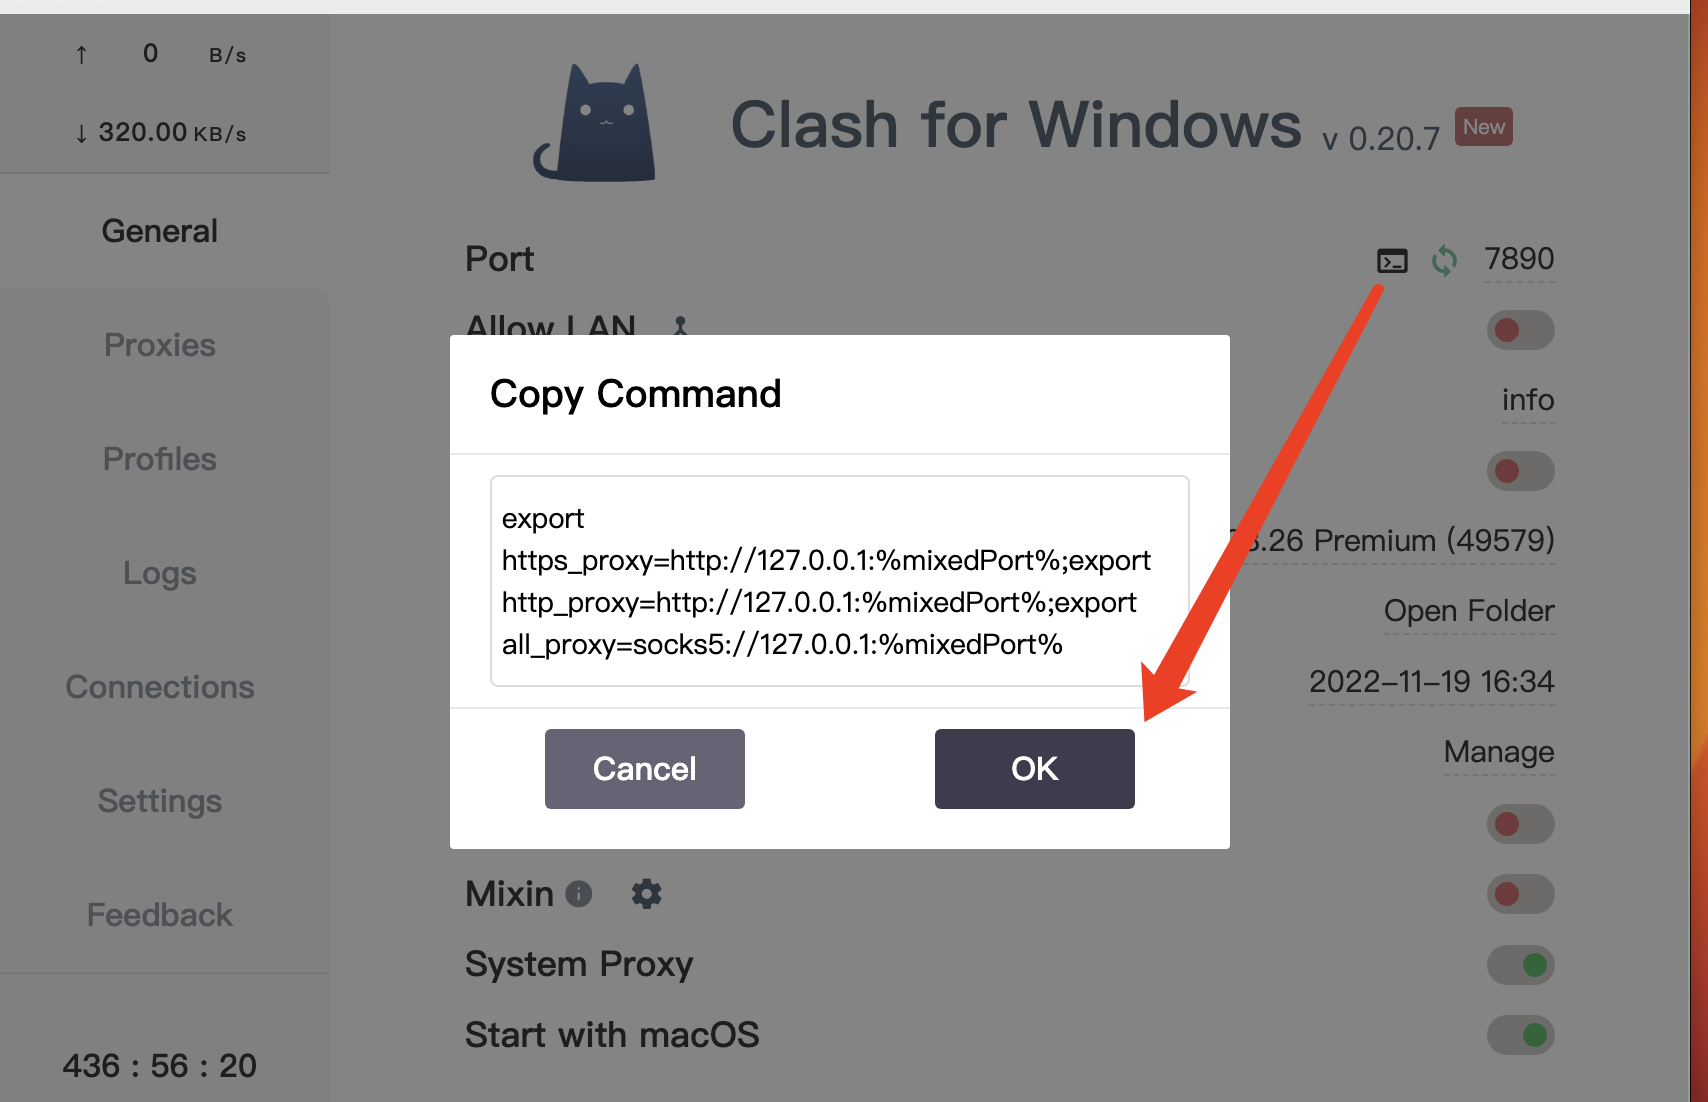 ↑ 0 B/s
↓ 320.00 KB/s
General
Proxies
Profiles
Logs
Connections
Settings
Feedback
436 : 56 : 20
Clash for Windows v 0.20.7 New
Port 7890
Allow LAN
info
Copy Command
export
https_proxy=http://127.0.0.1:%mixedPort%;export
http_proxy=http://127.0.0.1:%mixedPort%;export
all_proxy=socks5://127.0.0.1:%mixedPort%
Cancel OK
.26 Premium (49579)
Open Folder
2022-11-19 16:34
Manage
Mixin
System Proxy
Start with macOS